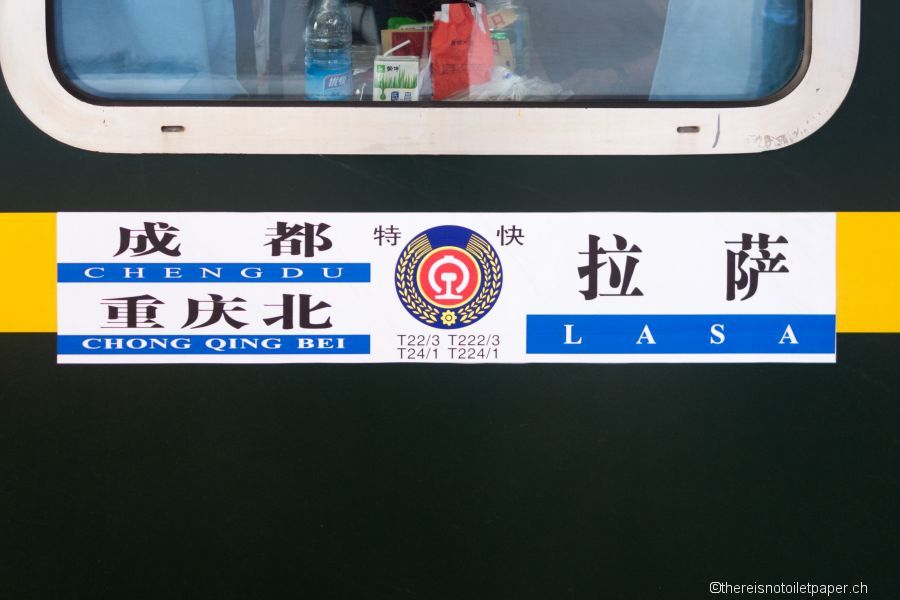 成都
CHENGDU
重庆北
CHONG QING BEI
特快
T22/3 T222/3
T24/1 T224/1
拉萨
LASA
©thereisnotoiletpaper.ch